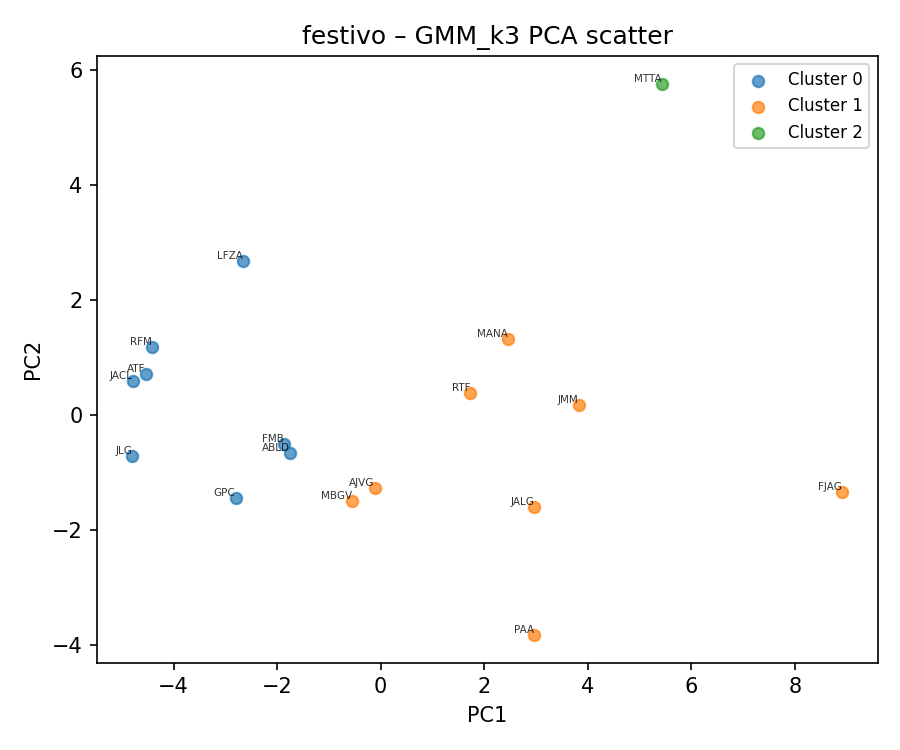 festivo – GMM_k3 PCA scatter
Cluster 0
Cluster 1
Cluster 2
PC2
6
4
2
0
−2
−4
MTTA
LFZA
RFM
ATF
JACL
MANA
RTF
JMM
FMB
ABLD
JLG
GPC
AJVG
MBGV
JALG
FJAG
PAA
−4 −2 0 2 4 6 8
PC1